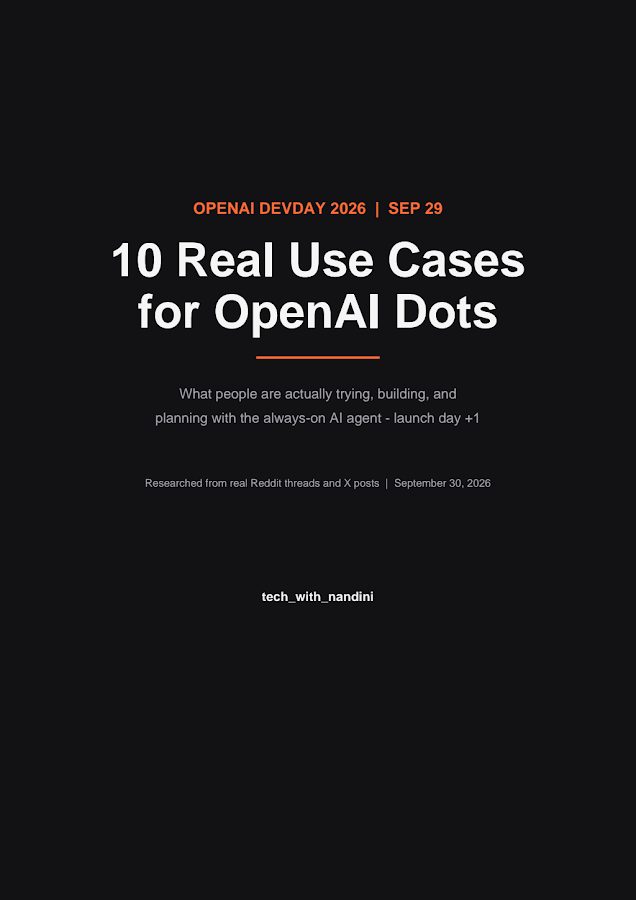 OPENAI DEVDAY 2026 | SEP 29
10 Real Use Cases
for OpenAI Dots
What people are actually trying, building, and
planning with the always-on AI agent - launch day +1
Researched from real Reddit threads and X posts | September 30, 2026
tech_with_nandini